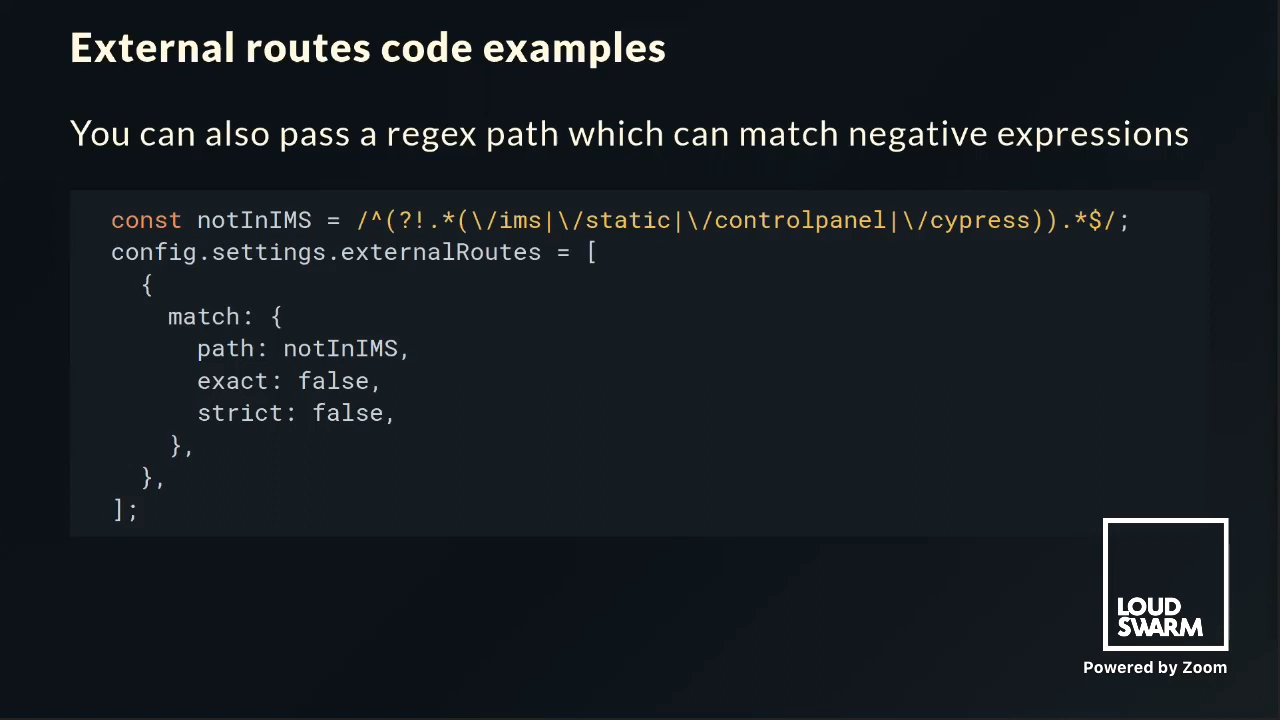 External routes code examples
You can also pass a regex path which can match negative expressions
const notInIMS = /^(?!.*(\/ims|\/static|\/controlpanel|\/cypress)).*$/;
config.settings.externalRoutes = [
  {
    match: {
      path: notInIMS,
      exact: false,
      strict: false,
    },
  },
];
LOUD
SWARM
Powered by Zoom